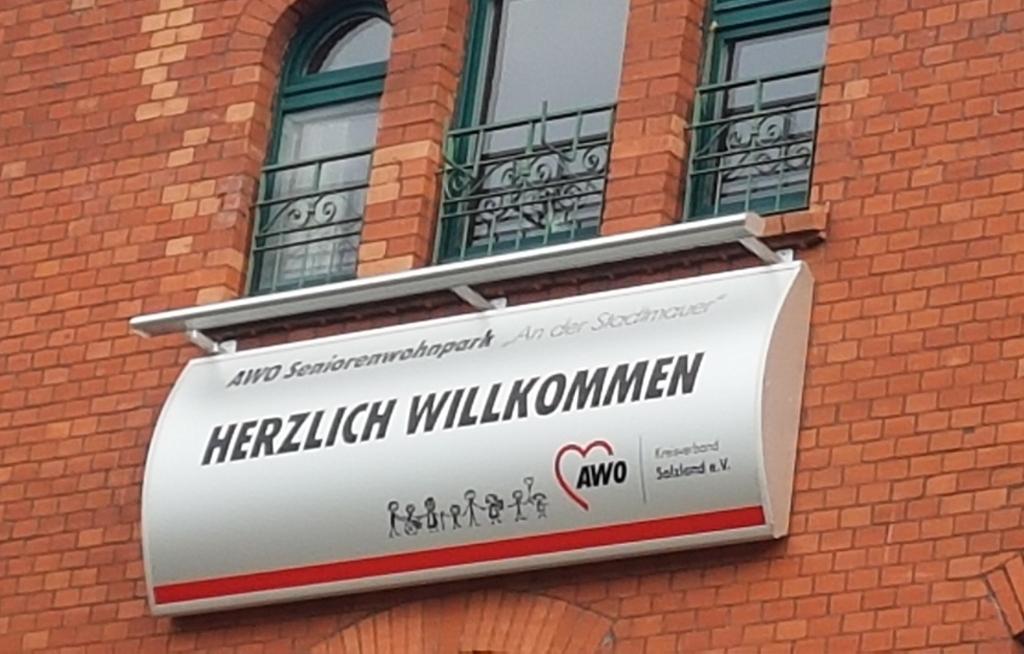 AWO Seniorenwohnpark „An der Stadtmauer"
HERZLICH WILLKOMMEN
AWO
Kreisverband
Salzland e.V.